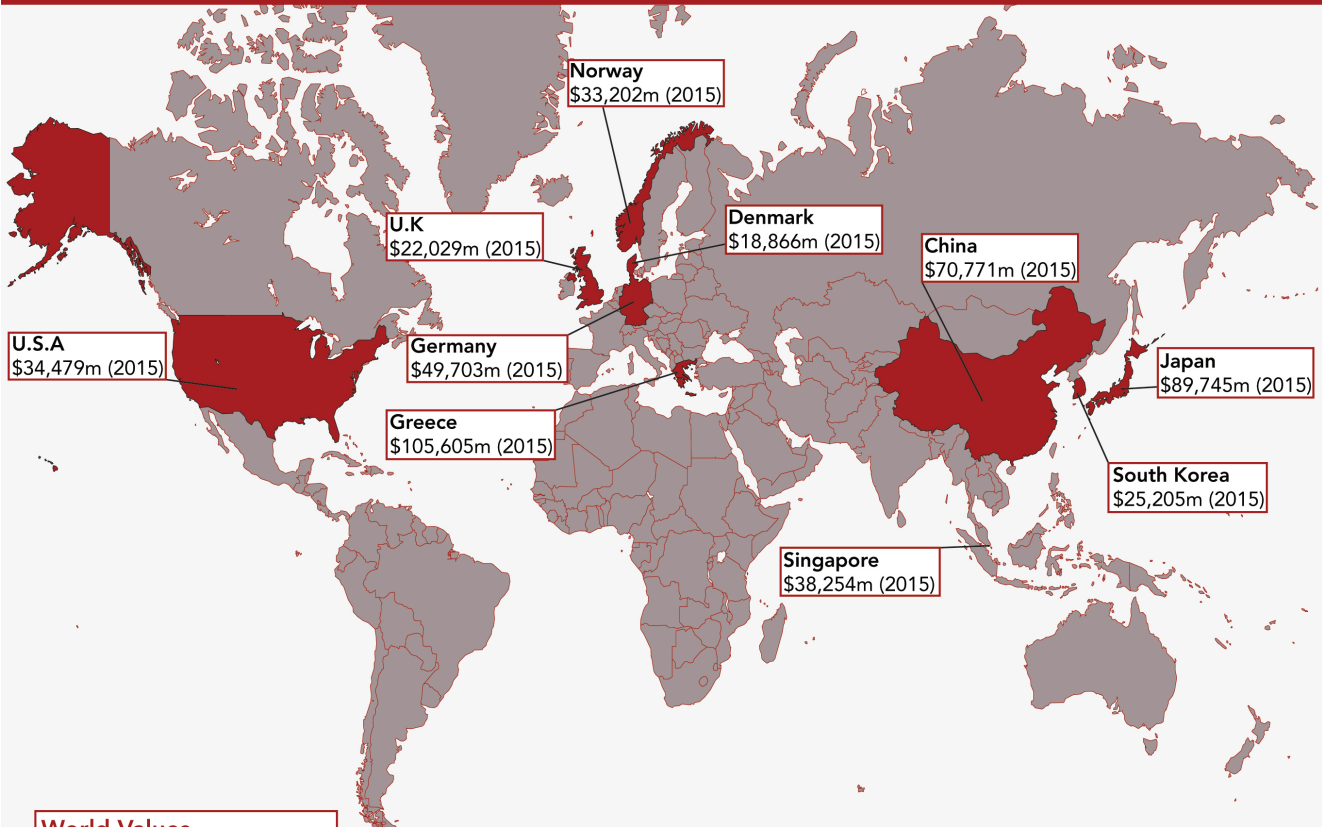 Norway
$33,202m (2015)
U.K
$22,029m (2015)
Denmark
$18,866m (2015)
China
$70,771m (2015)
U.S.A
$34,479m (2015)
Germany
$49,703m (2015)
Japan
$89,745m (2015)
Greece
$105,605m (2015)
South Korea
$25,205m (2015)
Singapore
$38,254m (2015)
World Values